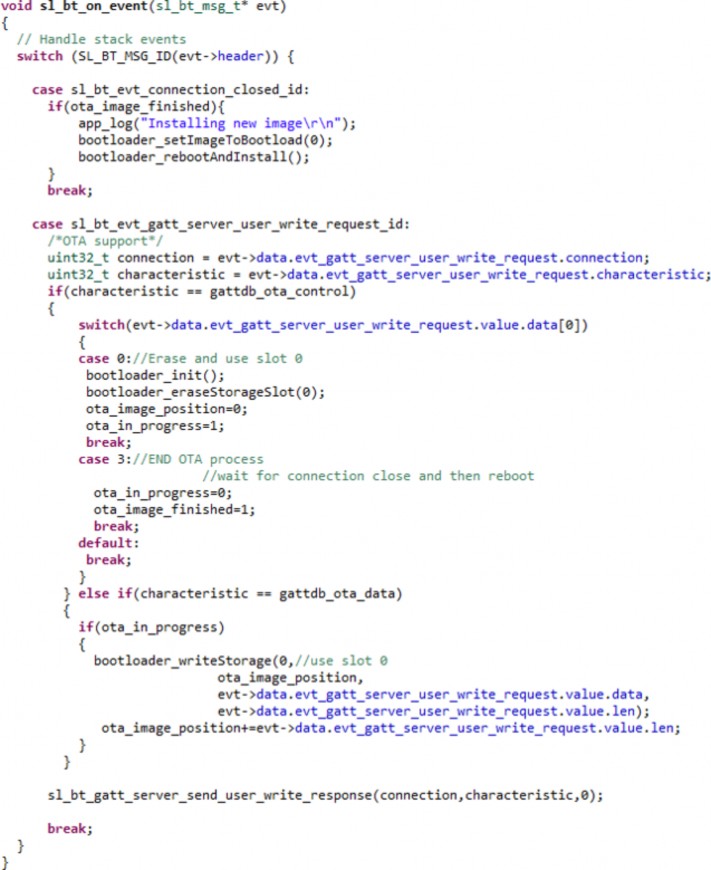 void sl_bt_on_event(sl_bt_msg_t* evt)
{
  // Handle stack events
  switch (SL_BT_MSG_ID(evt->header)) {

    case sl_bt_evt_connection_closed_id:
      if(ota_image_finished){
          app_log("Installing new image\r\n");
          bootloader_setImageToBootload(0);
          bootloader_rebootAndInstall();
      }
      break;

    case sl_bt_evt_gatt_server_user_write_request_id:
      /*OTA support*/
      uint32_t connection = evt->data.evt_gatt_server_user_write_request.connection;
      uint32_t characteristic = evt->data.evt_gatt_server_user_write_request.characteristic;
      if(characteristic == gattdb_ota_control)
      {
          switch(evt->data.evt_gatt_server_user_write_request.value.data[0])
          {
          case 0://Erase and use slot 0
           bootloader_init();
           bootloader_eraseStorageSlot(0);
           ota_image_position=0;
           ota_in_progress=1;
           break;
          case 3://END OTA process
                          //wait for connection close and then reboot
            ota_in_progress=0;
            ota_image_finished=1;
            break;
          default:
           break;
          }
        } else if(characteristic == gattdb_ota_data)
        {
          if(ota_in_progress)
          {
            bootloader_writeStorage(0,//use slot 0
                            ota_image_position,
                            evt->data.evt_gatt_server_user_write_request.value.data,
                            evt->data.evt_gatt_server_user_write_request.value.len);
             ota_image_position+=evt->data.evt_gatt_server_user_write_request.value.len;
          }
        }

      sl_bt_gatt_server_send_user_write_response(connection,characteristic,0);

      break;
  }
}